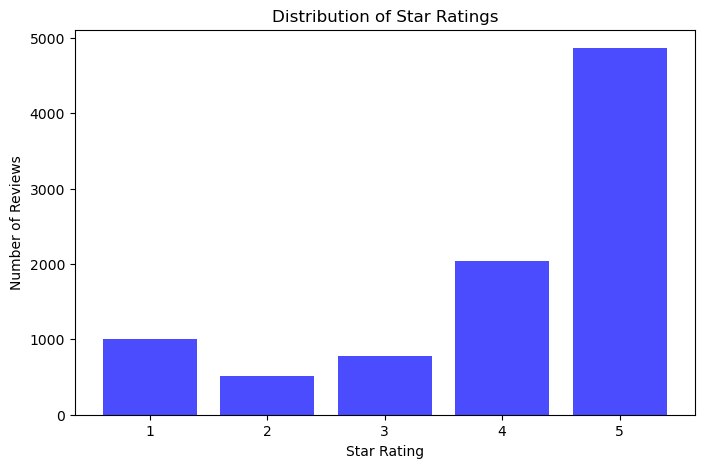 Distribution of Star Ratings
5000
4000
3000
2000
1000
0
Number of Reviews
1 2 3 4 5
Star Rating